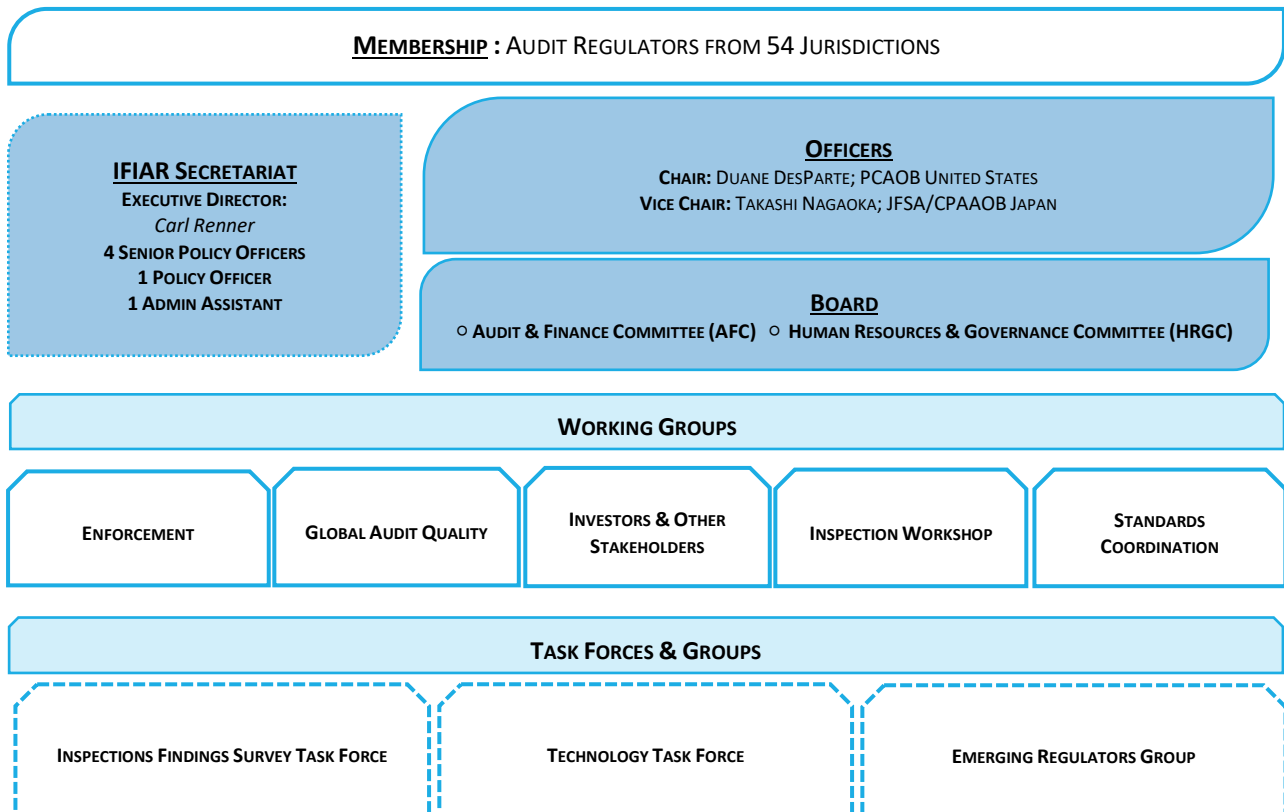 MEMBERSHIP : AUDIT REGULATORS FROM 54 JURISDICTIONS
IFIAR SECRETARIAT
EXECUTIVE DIRECTOR:
Carl Renner
4 SENIOR POLICY OFFICERS
1 POLICY OFFICER
1 ADMIN ASSISTANT
OFFICERS
CHAIR: DUANE DESPARTE; PCAOB UNITED STATES
VICE CHAIR: TAKASHI NAGAOKA; JFSA/CPAAOB JAPAN
BOARD
○ AUDIT & FINANCE COMMITTEE (AFC) ○ HUMAN RESOURCES & GOVERNANCE COMMITTEE (HRGC)
WORKING GROUPS
ENFORCEMENT
GLOBAL AUDIT QUALITY
INVESTORS & OTHER
STAKEHOLDERS
INSPECTION WORKSHOP
STANDARDS
COORDINATION
TASK FORCES & GROUPS
INSPECTIONS FINDINGS SURVEY TASK FORCE
TECHNOLOGY TASK FORCE
EMERGING REGULATORS GROUP